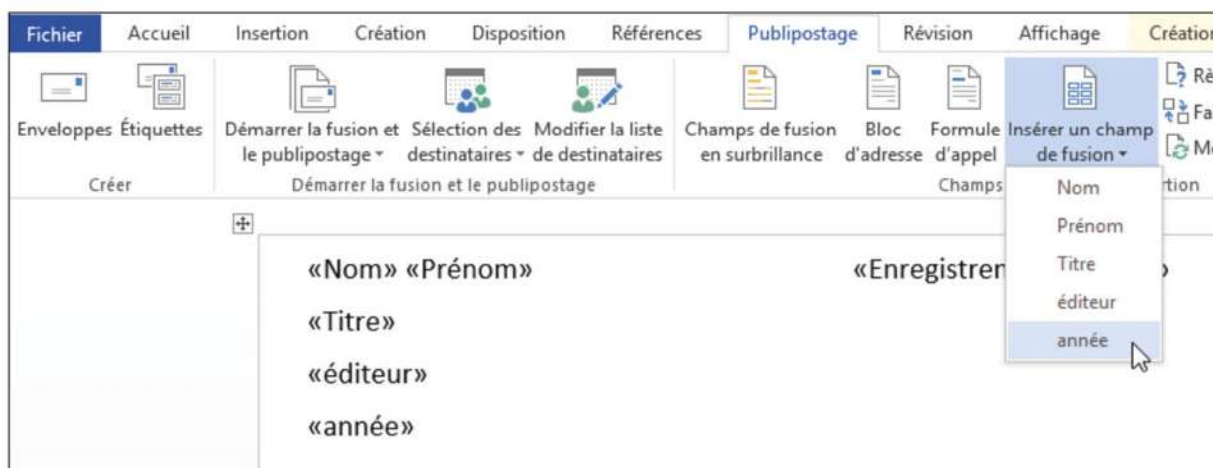 Fichier Accueil Insertion Création Disposition Références Publipostage Révision Affichage Création
Enveloppes Étiquettes Démarrer la fusion et le publipostage Sélection des destinataires Modifier la liste de destinataires Champs de fusion en surbrillance Bloc d'adresse Formule d'appel Insérer un champ de fusion
Créer Démarrer la fusion et le publipostage Champs
Nom
Prénom
Titre
éditeur
année
«Nom» «Prénom»
«Titre»
«éditeur»
«année»